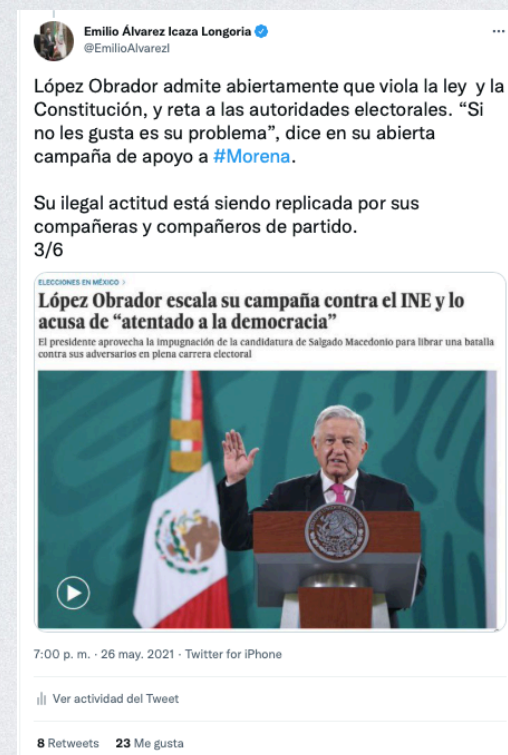 Emilio Álvarez Icaza Longoria
@EmilioAlvarezI
López Obrador admite abiertamente que viola la ley y la
Constitución, y reta a las autoridades electorales. “Si
no les gusta es su problema”, dice en su abierta
campaña de apoyo a #Morena.
Su ilegal actitud está siendo replicada por sus
compañeras y compañeros de partido.
3/6
ELECCIONES EN MÉXICO >
López Obrador escala su campaña contra el INE y lo
acusa de “atentado a la democracia”
El presidente aprovecha la impugnación de la candidatura de Salgado Macedonio para librar una batalla
contra sus adversarios en plena carrera electoral
7:00 p. m. · 26 may. 2021 · Twitter for iPhone
Ver actividad del Tweet
8 Retweets 23 Me gusta